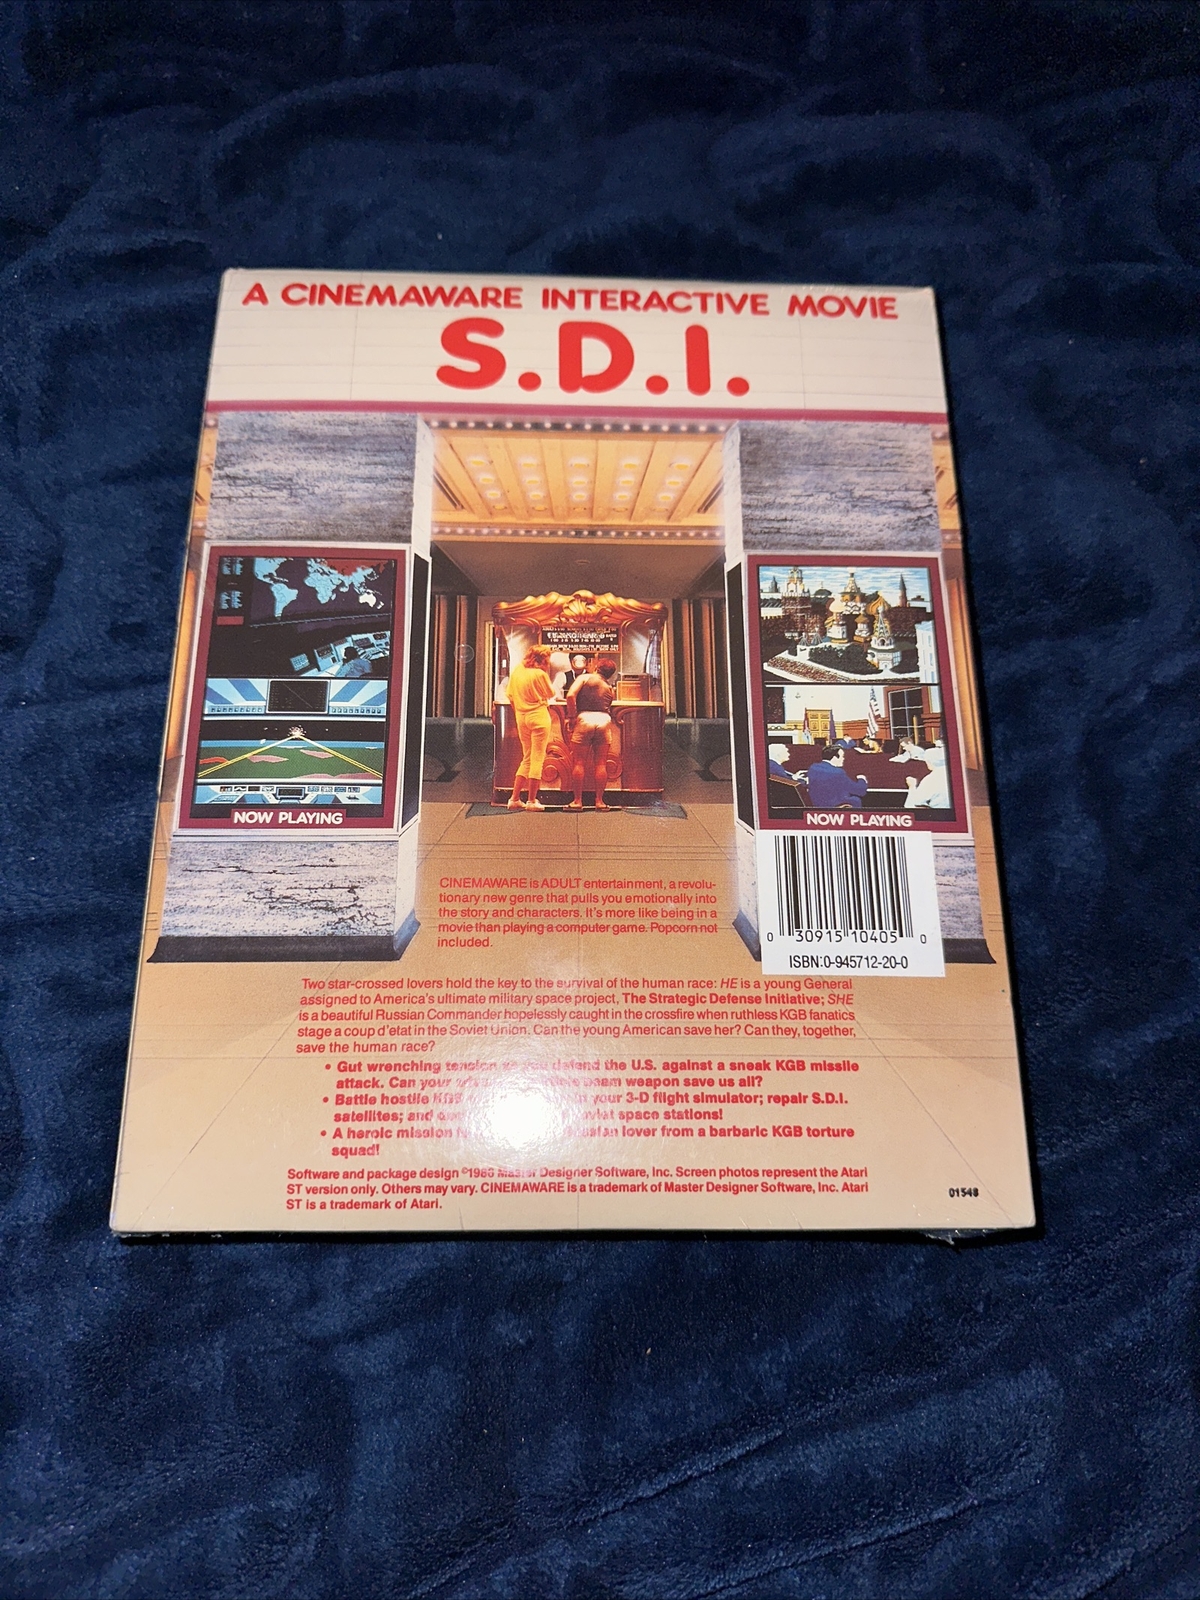 A CINEMAWARE INTERACTIVE MOVIE
S.D.I.
NOW PLAYING
NOW PLAYING
CINEMAWARE is ADULT entertainment, a revolu-
tionary new genre that pulls you emotionally into
the story and characters. It's more like being in a
movie than playing a computer game. Popcorn not
included.
0 30915 10405 0
ISBN:0-945712-20-0
Two star-crossed lovers hold the key to the survival of the human race: HE is a young General
assigned to America's ultimate military space project, The Strategic Defense Initiative; SHE
is a beautiful Russian Commander hopelessly caught in the crossfire when ruthless KGB fanatics
stage a coup d'etat in the Soviet Union. Can the young American save her? Can they, together,
save the human race?
• Gut wrenching tension as you defend the U.S. against a sneak KGB missile
attack. Can your beam weapon save us all?
• Battle hostile KGB in your 3-D flight simulator; repair S.D.I.
satellites; and Soviet space stations!
• A heroic mission Russian lover from a barbaric KGB torture
squad!
Software and package design ©1986 Master Designer Software, Inc. Screen photos represent the Atari
ST version only. Others may vary. CINEMAWARE is a trademark of Master Designer Software, Inc. Atari
ST is a trademark of Atari.
01548